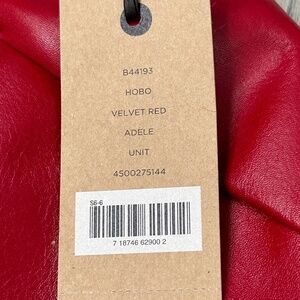 B44193
HOBO
VELVET RED
ADELE
UNIT
4500275144
S6-6
7 18746 62900 2